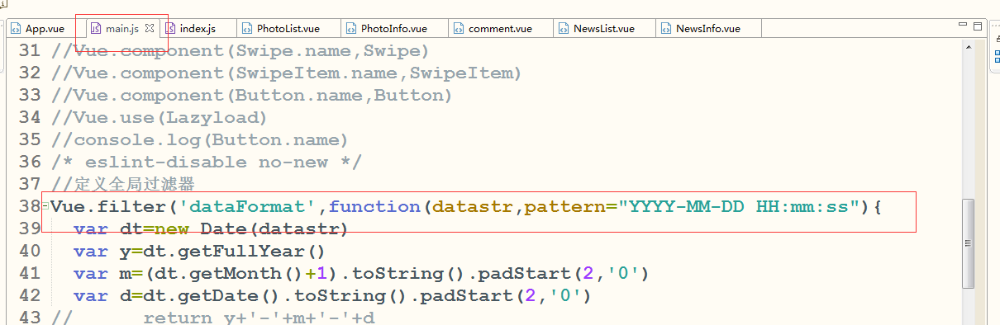 App.vue main.js index.js PhotoList.vue PhotoInfo.vue comment.vue NewsList.vue NewsInfo.vue
31 //Vue.component(Swipe.name,Swipe)
32 //Vue.component(SwipeItem.name,SwipeItem)
33 //Vue.component(Button.name,Button)
34 //Vue.use(Lazyload)
35 //console.log(Button.name)
36 /* eslint-disable no-new */
37 //定义全局过滤器
38 Vue.filter('dataFormat',function(datastr,pattern="YYYY-MM-DD HH:mm:ss"){
39 var dt=new Date(datastr)
40 var y=dt.getFullYear()
41 var m=(dt.getMonth()+1).toString().padStart(2,'0')
42 var d=dt.getDate().toString().padStart(2,'0')
43 // return y+'-'+m+'-'+d